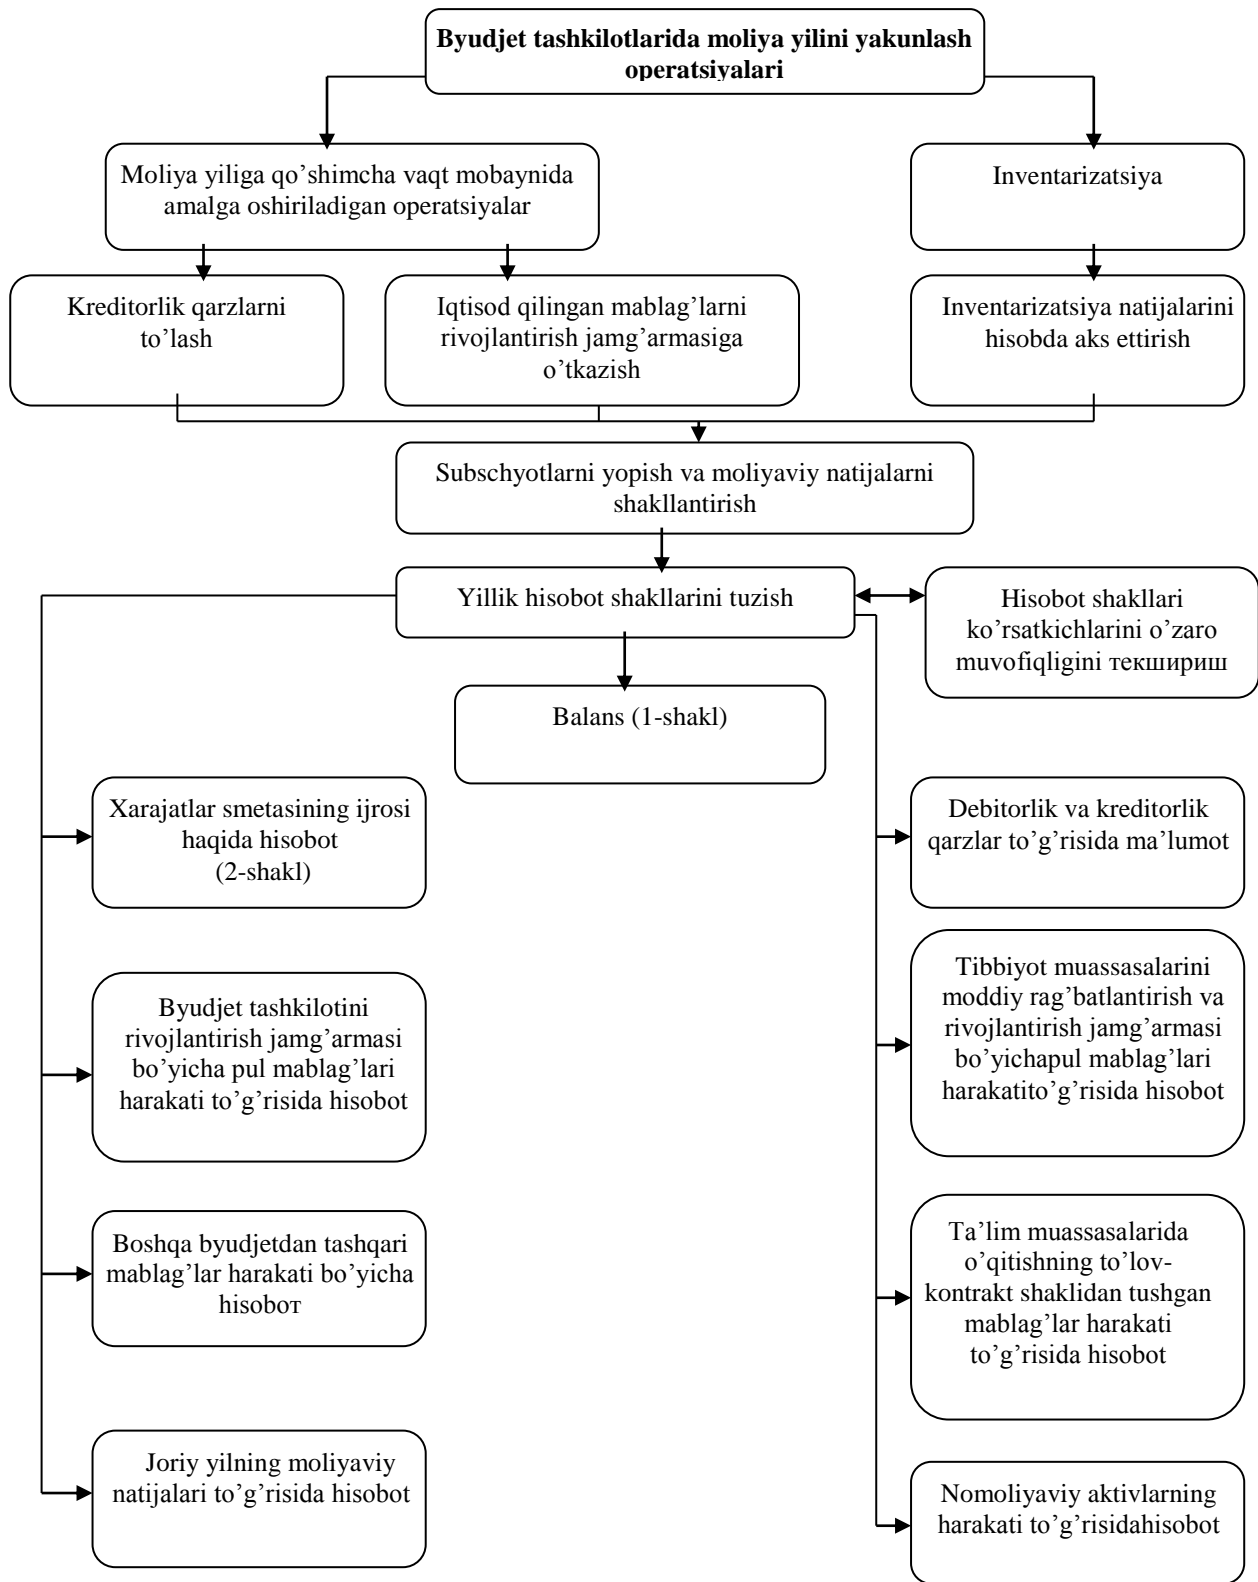 Byudjet tashkilotlarida moliya yilini yakunlash
operatsiyalari
Moliya yiliga qo’shimcha vaqt mobaynida
amalga oshiriladigan operatsiyalar
Inventarizatsiya
Kreditorlik qarzlarni
to’lash
Iqtisod qilingan mablag’larni
rivojlantirish jamg’armasiga
o’tkazish
Inventarizatsiya natijalarini
hisobda aks ettirish
Subschyotlarni yopish va moliyaviy natijalarni
shakllantirish
Yillik hisobot shakllarini tuzish
Hisobot shakllari
ko’rsatkichlarini o’zaro
muvofiqligini текшириш
Balans (1-shakl)
Xarajatlar smetasining ijrosi
haqida hisobot
(2-shakl)
Debitorlik va kreditorlik
qarzlar to’g’risida ma’lumot
Byudjet tashkilotini
rivojlantirish jamg’armasi
bo’yicha pul mablag’lari
harakati to’g’risida hisobot
Tibbiyot muassasalarini
moddiy rag’batlantirish va
rivojlantirish jamg’armasi
bo’yichapul mablag’lari
harakatito’g’risida hisobot
Boshqa byudjetdan tashqari
mablag’lar harakati bo’yicha
hisobот
Ta’lim muassasalarida
o’qitishning to’lov-
kontrakt shaklidan tushgan
mablag’lar harakati
to’g’risida hisobot
Joriy yilning moliyaviy
natijalari to’g’risida hisobot
Nomoliyaviy aktivlarning
harakati to’g’risidahisobot